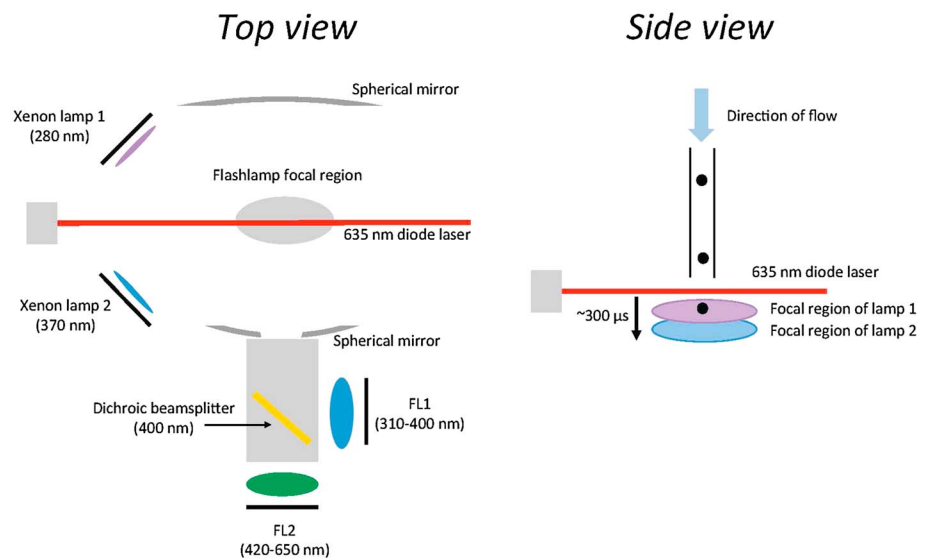 Top view
Spherical mirror
Xenon lamp 1
(280 nm)
Flashlamp focal region
635 nm diode laser
Xenon lamp 2
(370 nm)
Spherical mirror
Dichroic beamsplitter
(400 nm)
FL1
(310-400 nm)
FL2
(420-650 nm)
Side view
Direction of flow
635 nm diode laser
~300 µs
Focal region of lamp 1
Focal region of lamp 2